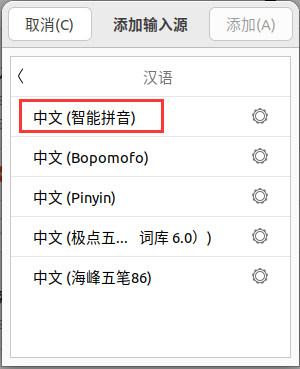 取消(C) 添加输入源 添加(A)
汉语
中文 (智能拼音)
中文 (Bopomofo)
中文 (Pinyin)
中文 (极点五... 词库 6.0））
中文 (海峰五笔86)